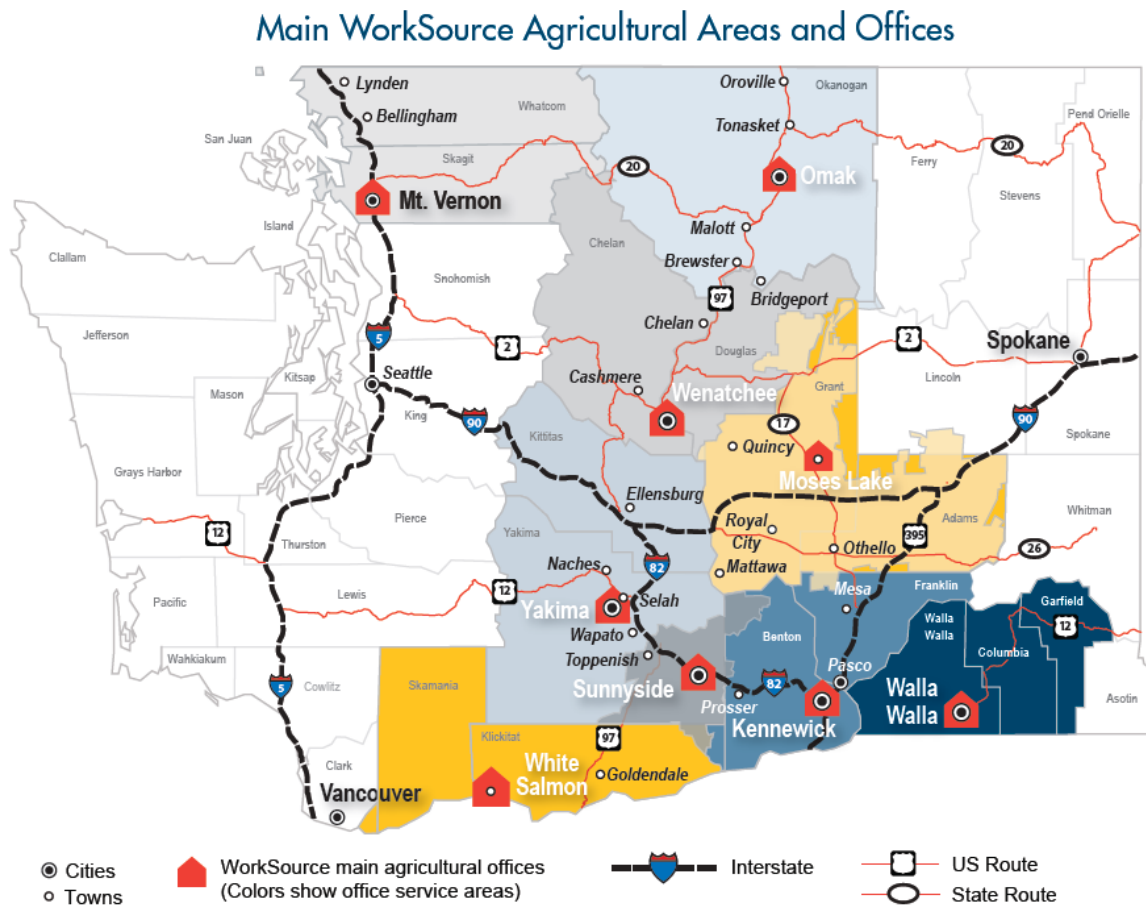 Main WorkSource Agricultural Areas and Offices
Lynden
Bellingham
Whatcom
San Juan
Skagit
20
Mt. Vernon
Island
Oroville
Okanogan
Tonasket
Omak
Malott
Brewster
Bridgeport
Ferry
20
Stevens
Pend Orielle
Clallam
Jefferson
Snohomish
Chelan
97
Chelan
Douglas
5
2
Seattle
Kitsap
Mason
King
90
Cashmere
Wenatchee
Grant
2
Lincoln
Spokane
Grays Harbor
Kittitas
17
Quincy
Moses Lake
90
Spokane
Ellensburg
Pierce
Thurston
12
Yakima
82
Royal
City
Othello
Mattawa
395
Adams
26
Whitman
Naches
12
Selah
Yakima
Lewis
Pacific
Wahkiakum
Wapato
Toppenish
Mesa
Franklin
Benton
Walla
Walla
Columbia
Garfield
12
Asotin
Cowlitz
5
Skamania
Sunnyside
Prosser
82
Pasco
Kennewick
Walla
Walla
Klickitat
97
White
Salmon
Goldendale
Clark
Vancouver
Cities
Towns
WorkSource main agricultural offices
(Colors show office service areas)
Interstate
US Route
State Route